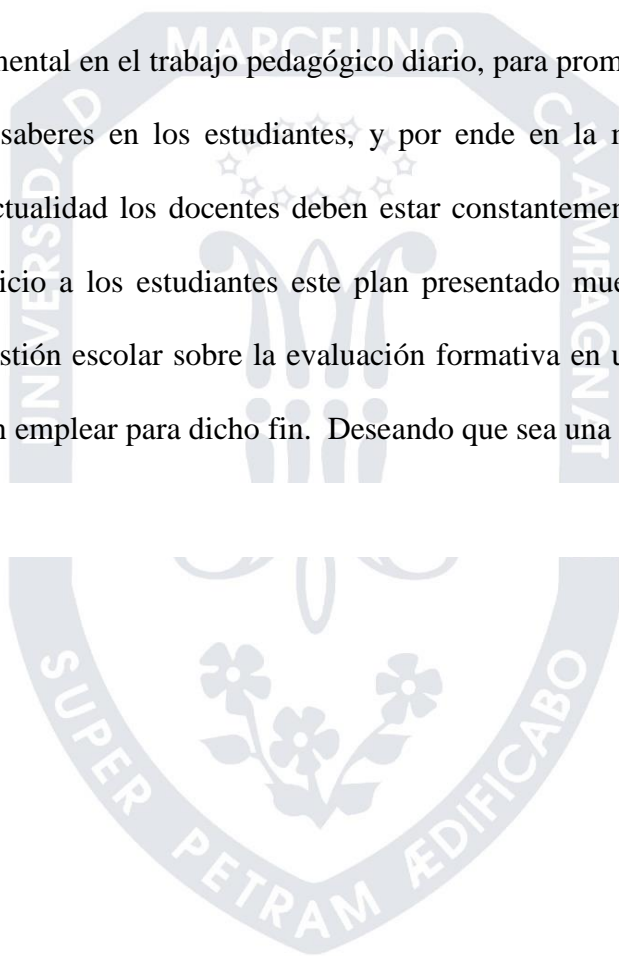 MARCELINO
mental en el trabajo pedagógico diario, para prom
saberes en los estudiantes, y por ende en la
ctualidad los docentes deben estar constantemen
icio a los estudiantes este plan presentado mue
stión escolar sobre la evaluación formativa en u
n emplear para dicho fin. Deseando que sea una
UNIVERSIDAD
CHAMPAGNAT
SUPER PETRAM ÆDIFICABO